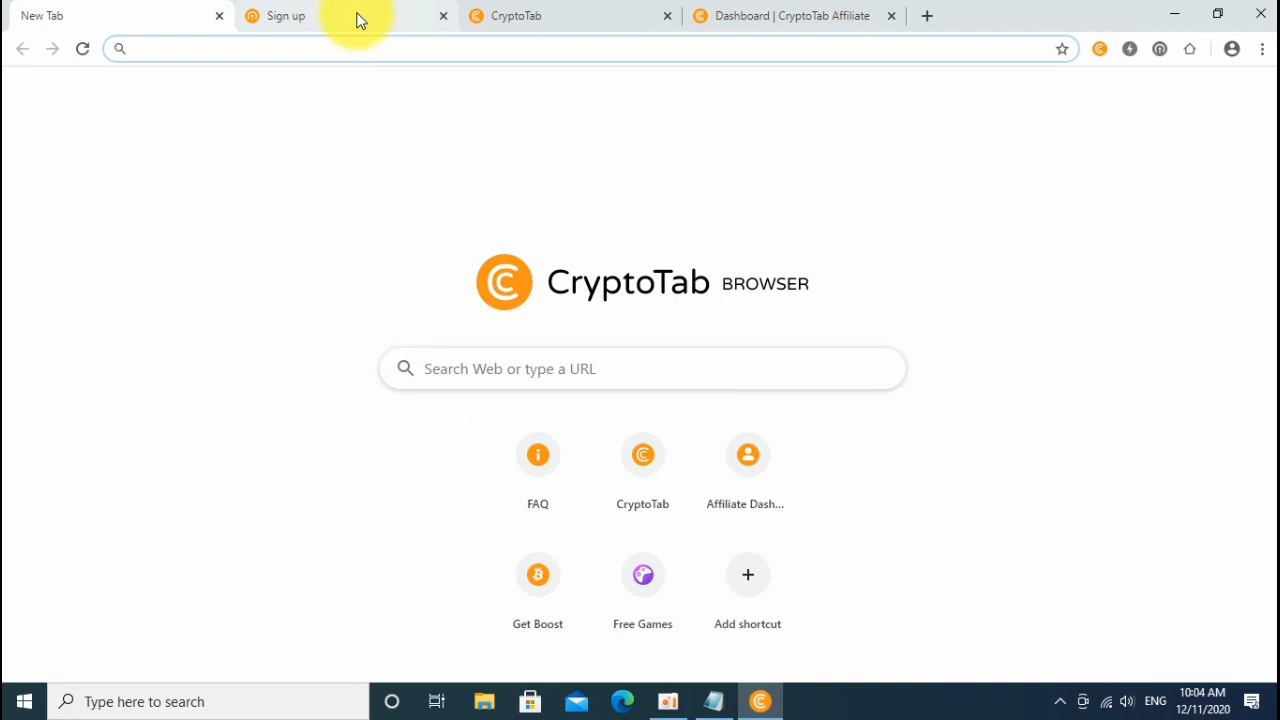 New Tab
Sign up
CryptoTab
Dashboard | CryptoTab Affiliate
CryptoTab BROWSER
Search Web or type a URL
FAQ
CryptoTab
Affiliate Dash...
Get Boost
Free Games
Add shortcut
Type here to search
ENG
10:04 AM
12/11/2020